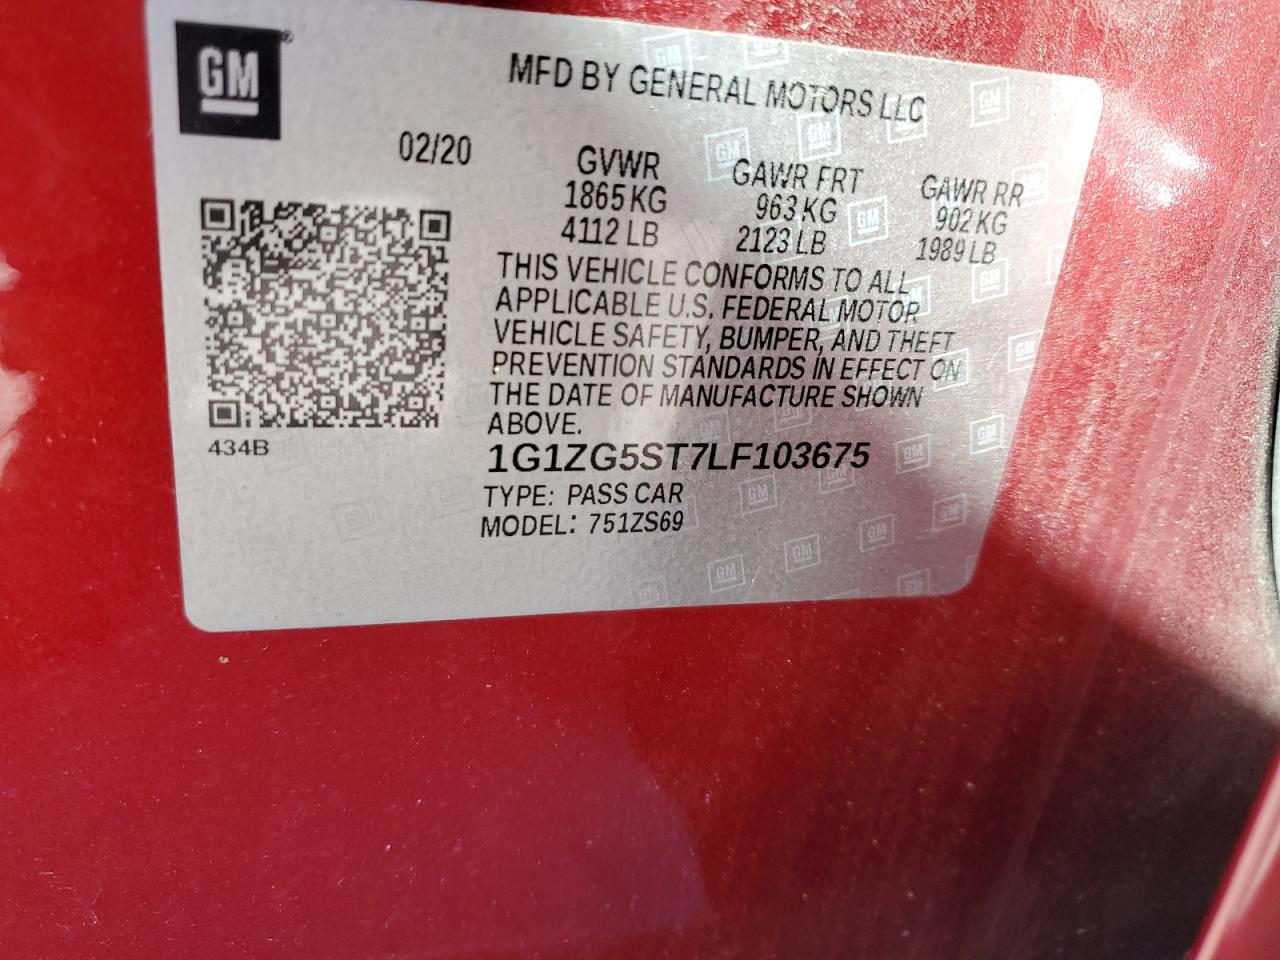 GM
MFD BY GENERAL MOTORS LLC
02/20
GVWR
1865 KG
4112 LB
GAWR FRT
963 KG
2123 LB
GAWR RR
902 KG
1989 LB
THIS VEHICLE CONFORMS TO ALL
APPLICABLE U.S. FEDERAL MOTOR
VEHICLE SAFETY, BUMPER, AND THEFT
PREVENTION STANDARDS IN EFFECT ON
THE DATE OF MANUFACTURE SHOWN
ABOVE.
434B
1G1ZG5ST7LF103675
TYPE: PASS CAR
MODEL: 751ZS69